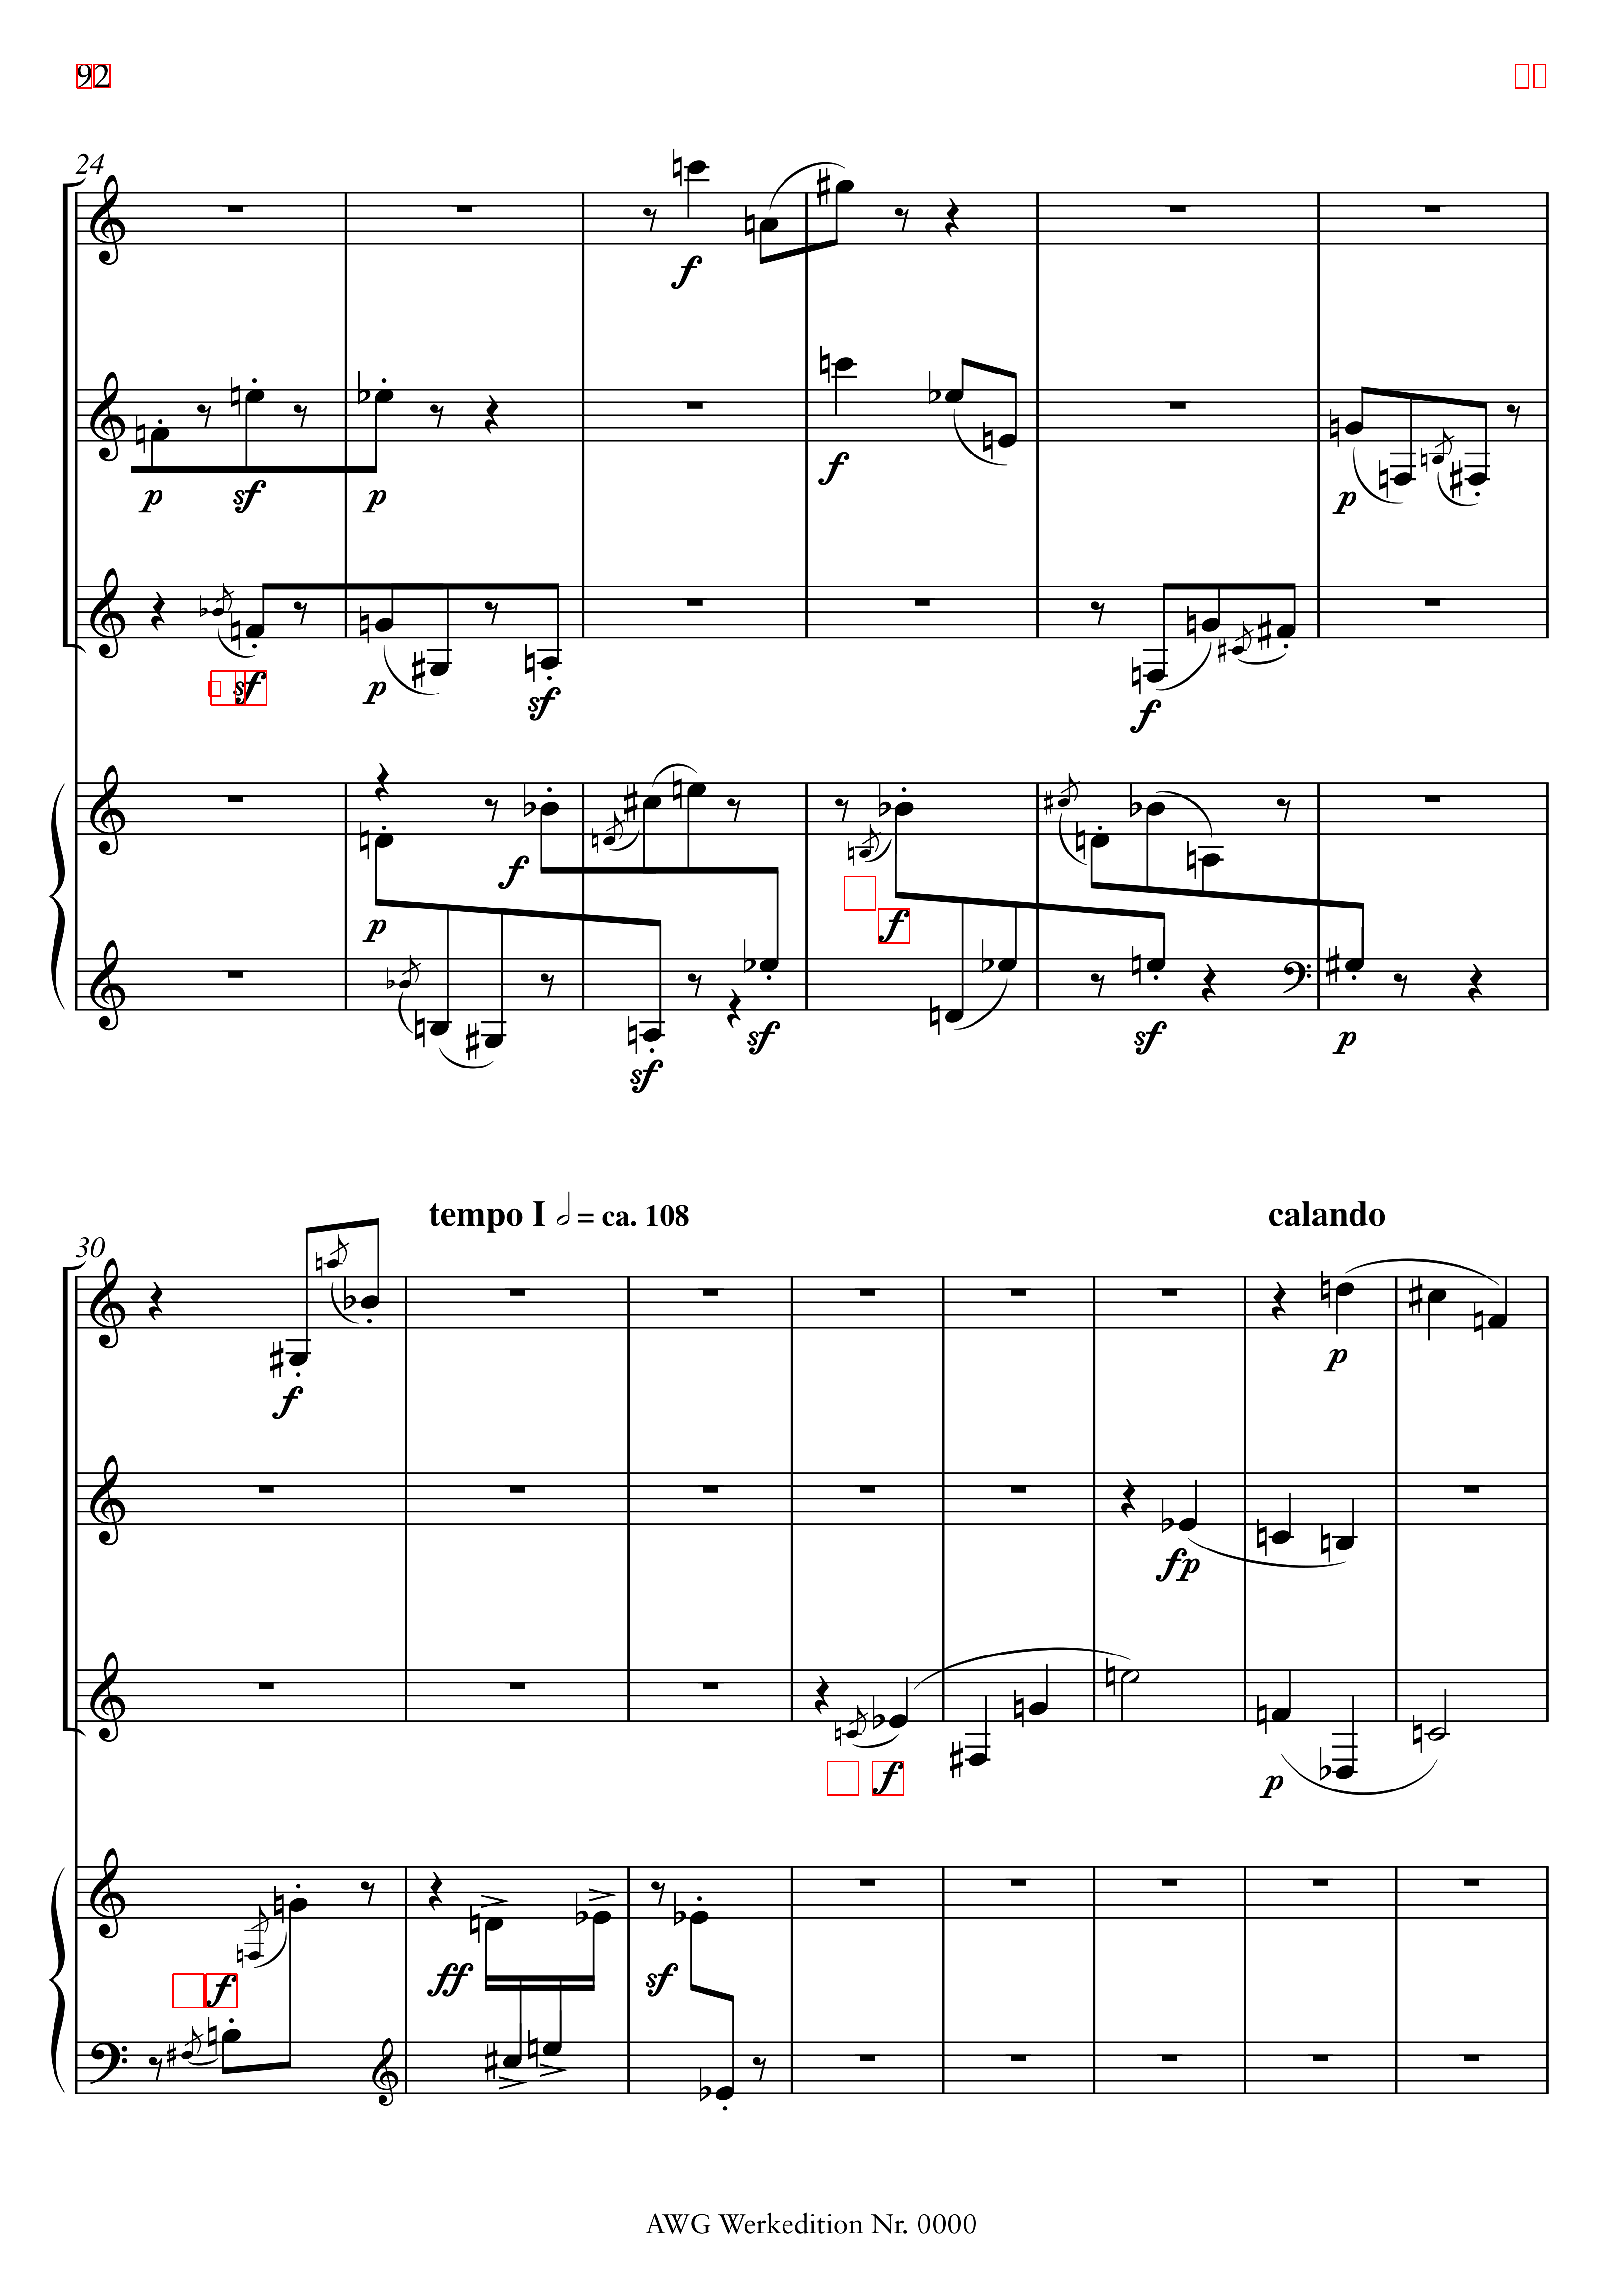 92
24
f
f
p sf p
p
sf p sf
f
f
p
f
sf
sf
sf
p
tempo I 𝅗𝅥 = ca. 108
calando
30
p
f
fp
f
p
f
ff
sf
AWG Werkedition Nr. 0000